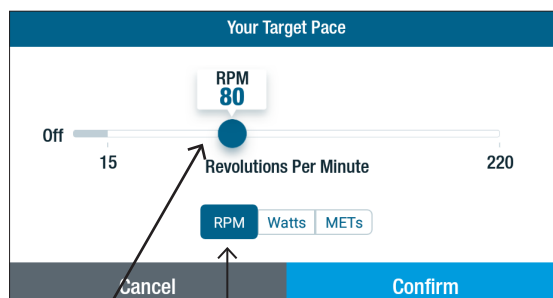 Your Target Pace
RPM
80
Off
15
Revolutions Per Minute
220
RPM Watts METs
Cancel Confirm